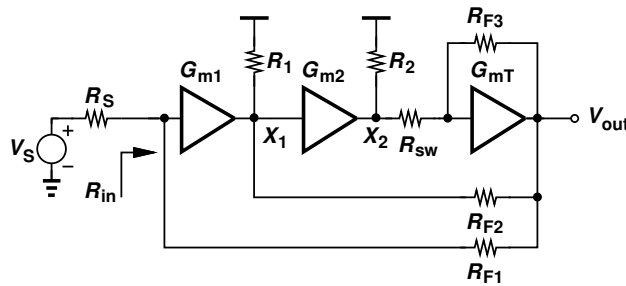 R_F3
R_1
R_2
G_m1
G_m2
G_mT
R_S
V_out
V_S
+
−
X_1
X_2
R_sw
R_in
R_F2
R_F1